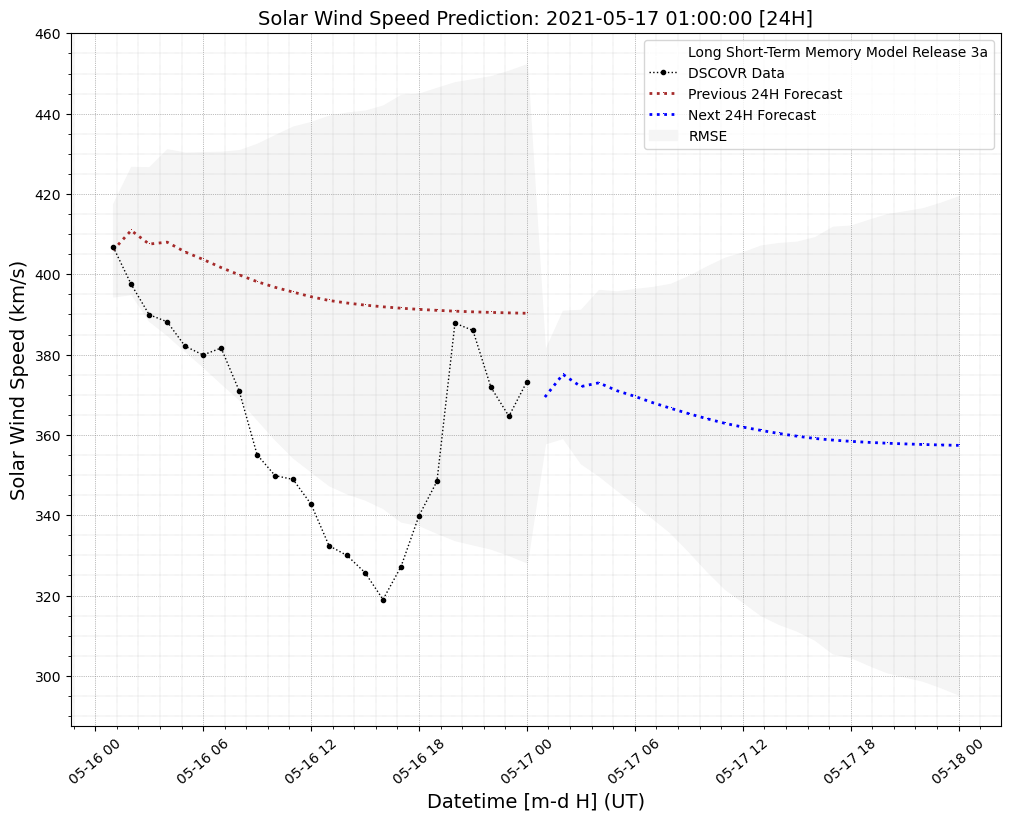 Solar Wind Speed Prediction: 2021-05-17 01:00:00 [24H]
Long Short-Term Memory Model Release 3a
DSCOVR Data
Previous 24H Forecast
Next 24H Forecast
RMSE
Solar Wind Speed (km/s)
460
440
420
400
380
360
340
320
300
05-16 00
05-16 06
05-16 12
05-16 18
05-17 00
05-17 06
05-17 12
05-17 18
05-18 00
Datetime [m-d H] (UT)